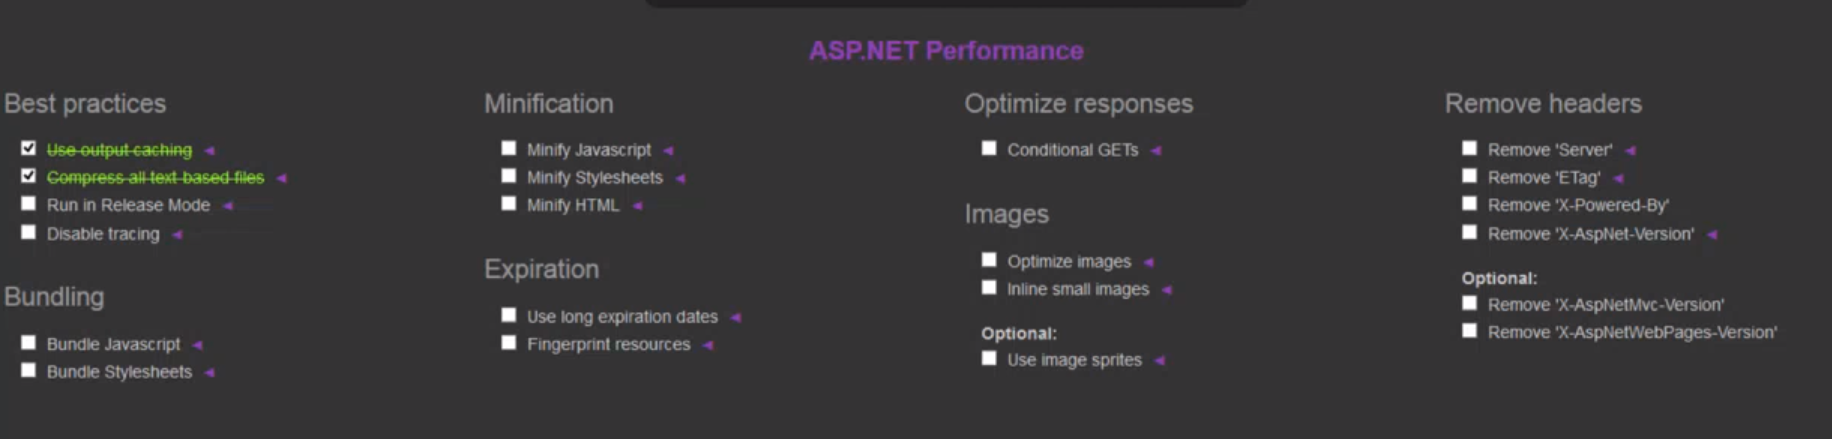 ASP.NET Performance
Best practices
Use output caching
Compress all text-based files
Run in Release Mode
Disable tracing
Bundling
Bundle Javascript
Bundle Stylesheets
Minification
Minify Javascript
Minify Stylesheets
Minify HTML
Expiration
Use long expiration dates
Fingerprint resources
Optimize responses
Conditional GETs
Images
Optimize images
Inline small images
Optional:
Use image sprites
Remove headers
Remove 'Server'
Remove 'ETag'
Remove 'X-Powered-By'
Remove 'X-AspNet-Version'
Optional:
Remove 'X-AspNetMvc-Version'
Remove 'X-AspNetWebPages-Version'